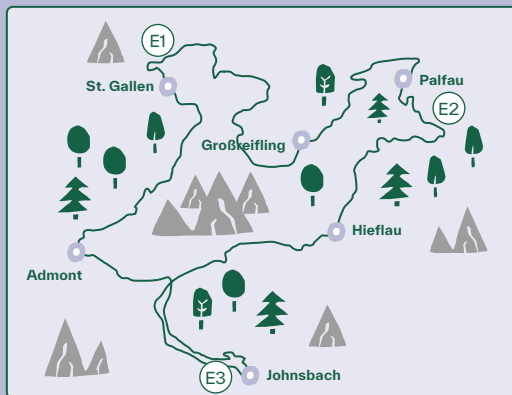 E1
St. Gallen
Palfau
E2
Großreifling
Hieflau
Admont
E3
Johnsbach